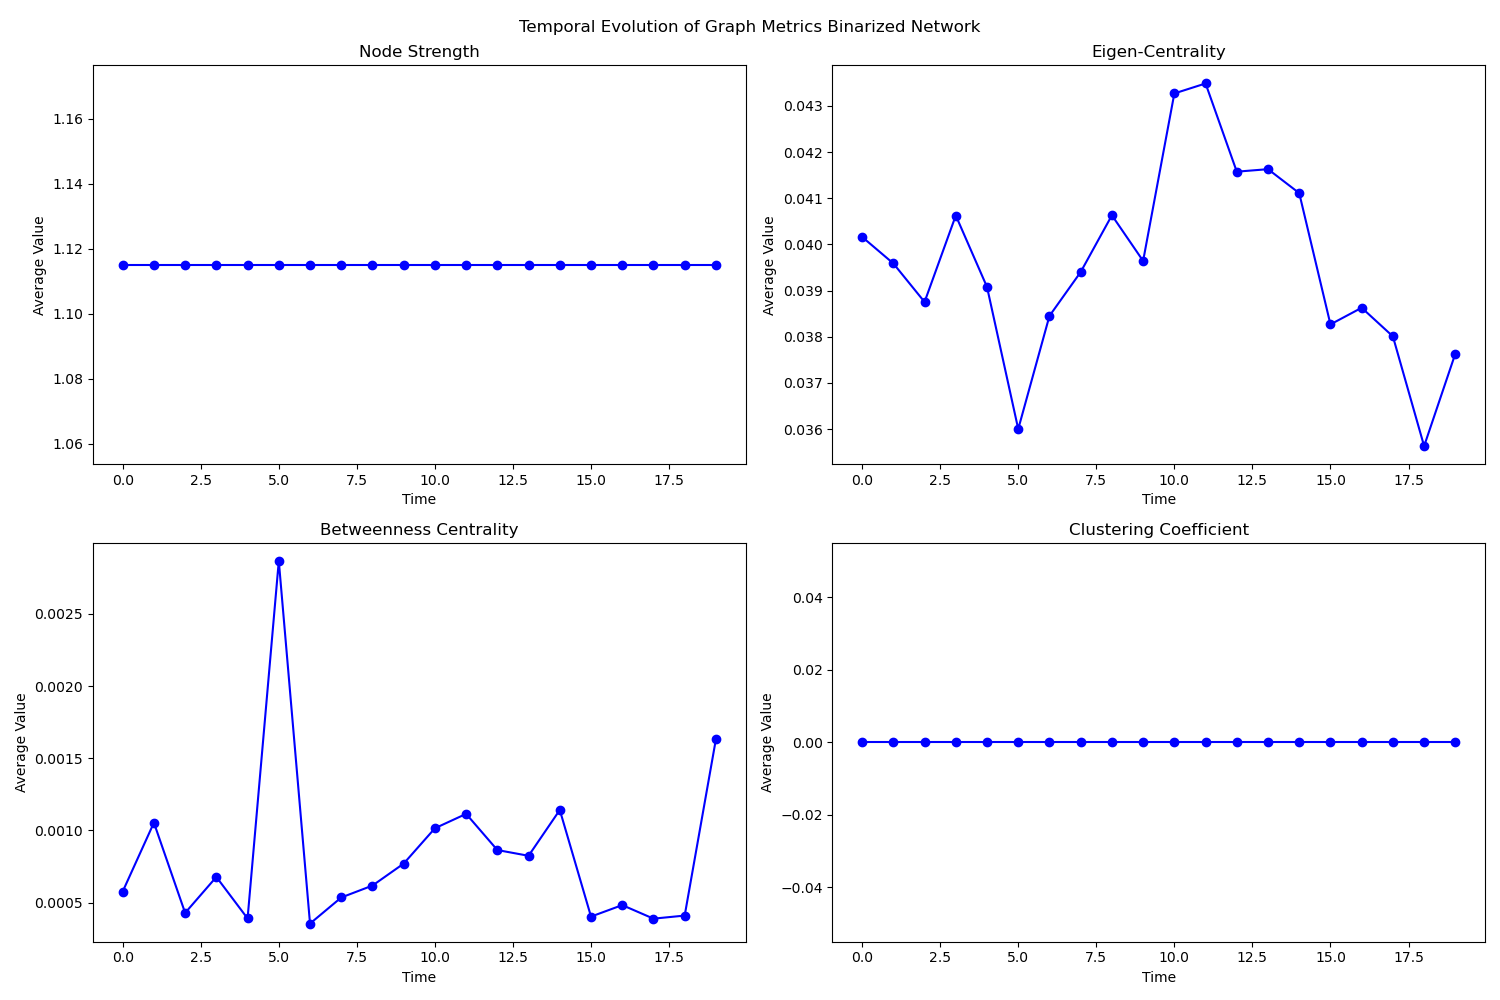 Temporal Evolution of Graph Metrics Binarized Network
Node Strength
Average Value
1.16
1.14
1.12
1.10
1.08
1.06
0.0 2.5 5.0 7.5 10.0 12.5 15.0 17.5
Time
Eigen-Centrality
Average Value
0.043
0.042
0.041
0.040
0.039
0.038
0.037
0.036
0.0 2.5 5.0 7.5 10.0 12.5 15.0 17.5
Time
Betweenness Centrality
Average Value
0.0025
0.0020
0.0015
0.0010
0.0005
0.0 2.5 5.0 7.5 10.0 12.5 15.0 17.5
Time
Clustering Coefficient
Average Value
0.04
0.02
0.00
−0.02
−0.04
0.0 2.5 5.0 7.5 10.0 12.5 15.0 17.5
Time